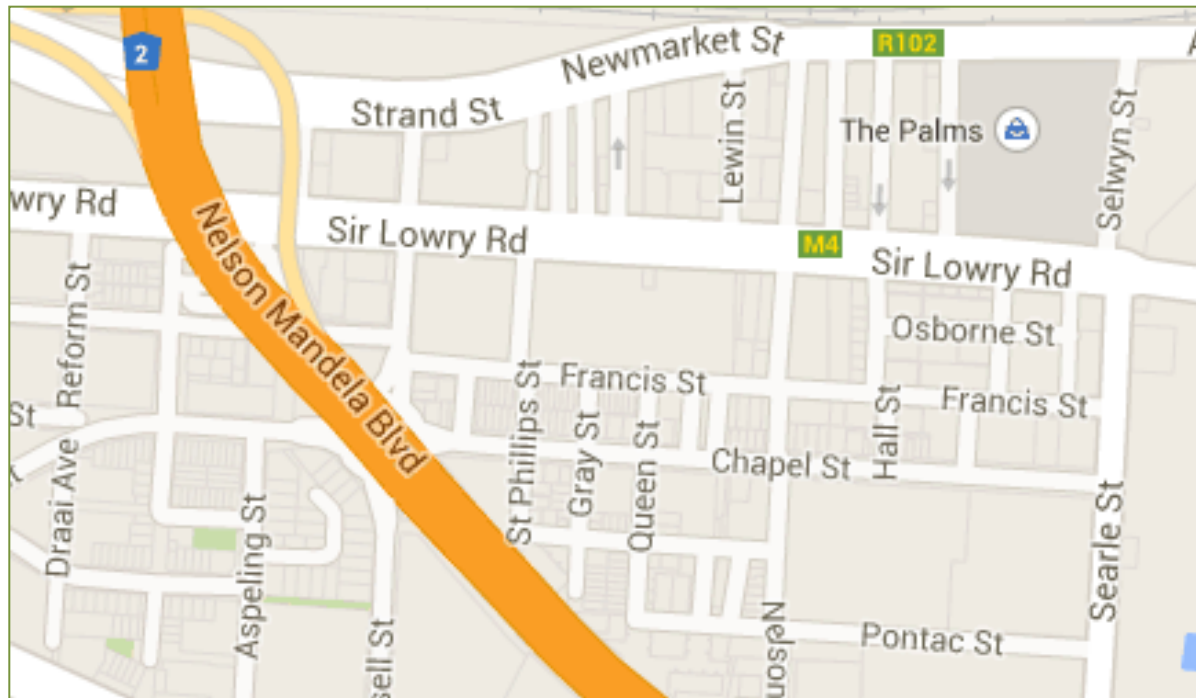 2
Newmarket St
R102
A
Strand St
Lewin St
The Palms
Selwyn St
wry Rd
Nelson Mandela Blvd
Sir Lowry Rd
M4
Sir Lowry Rd
Reform St
Osborne St
Francis St
Francis St
St
Draai Ave
St Phillips St
Gray St
Queen St
Hall St
Chapel St
Aspeling St
Searle St
sell St
Nelson
Pontac St